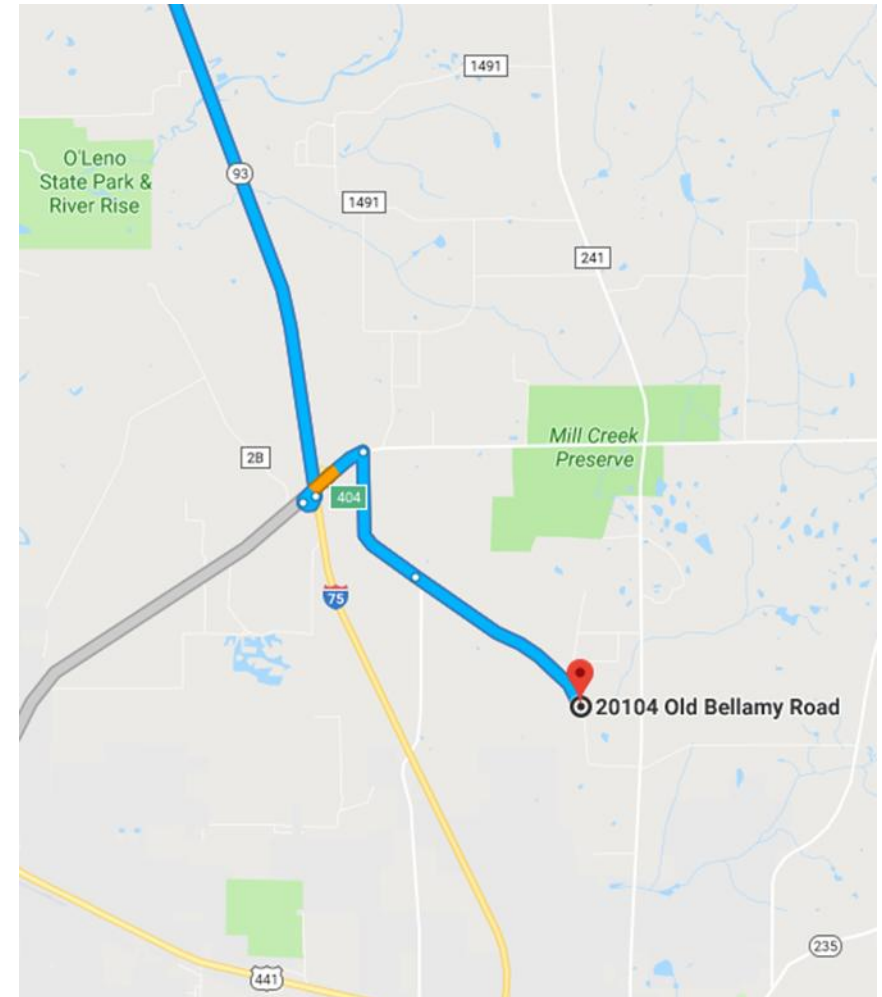 1491
O'Leno
State Park &
River Rise
93
1491
241
Mill Creek
Preserve
2B
404
75
20104 Old Bellamy Road
235
441